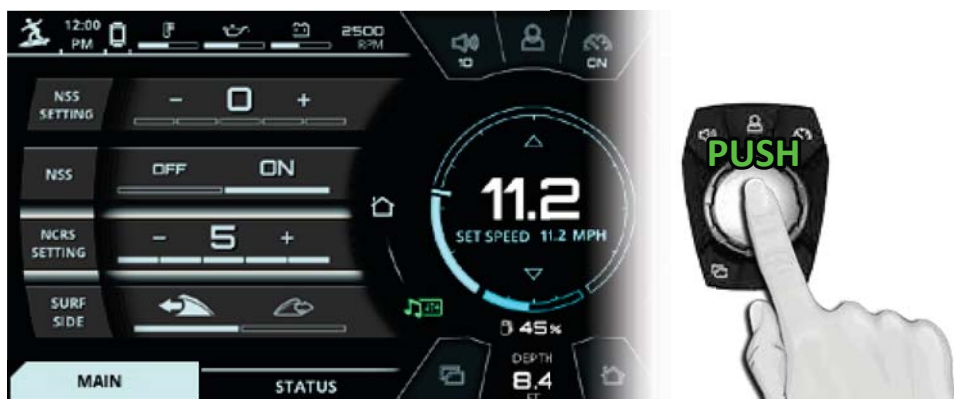 12:00
PM
2500
RPM
10
ON
NSS
SETTING
- 0 +
NSS
OFF ON
NCRS
SETTING
- 5 +
SURF
SIDE
11.2
SET SPEED 11.2 MPH
45%
DEPTH
8.4
FT
MAIN
STATUS
PUSH